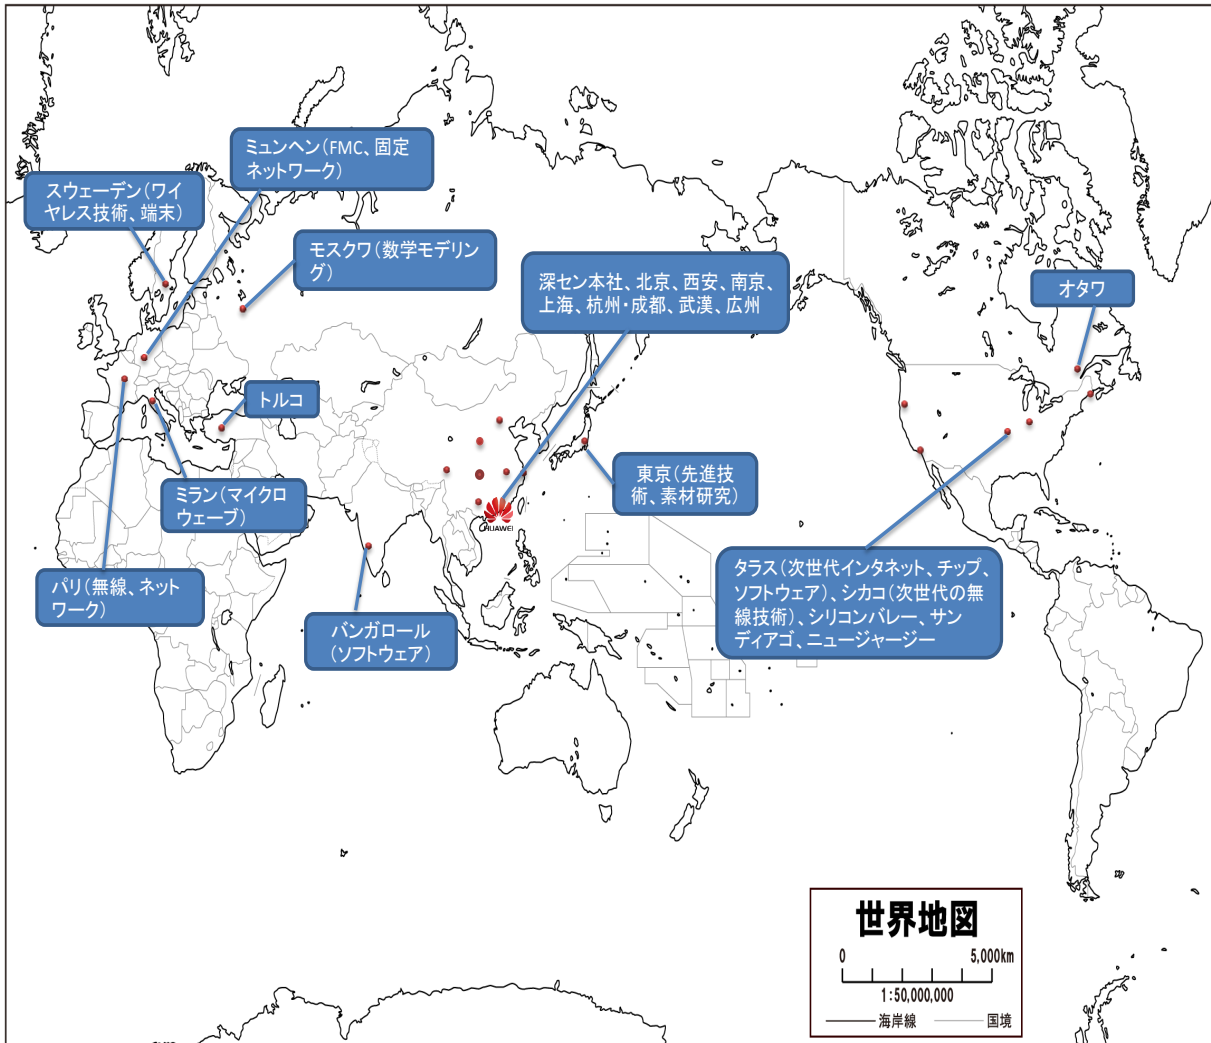 ミュンヘン（FMC、固定
ネットワーク）
スウェーデン（ワイ
ヤレス技術、端末）
モスクワ（数学モデリン
グ）
深セン本社、北京、西安、南京、
上海、杭州・成都、武漢、広州
オタワ
トルコ
ミラン（マイクロ
ウェーブ）
東京（先進技
術、素材研究）
HUAWEI
パリ（無線、ネット
ワーク）
バンガロール
（ソフトウェア）
タラス（次世代インタネット、チップ、
ソフトウェア）、シカコ（次世代の無
線技術）、シリコンバレー、サン
ディアゴ、ニュージャージー
世界地図
0 5,000km
1:50,000,000
海岸線 国境